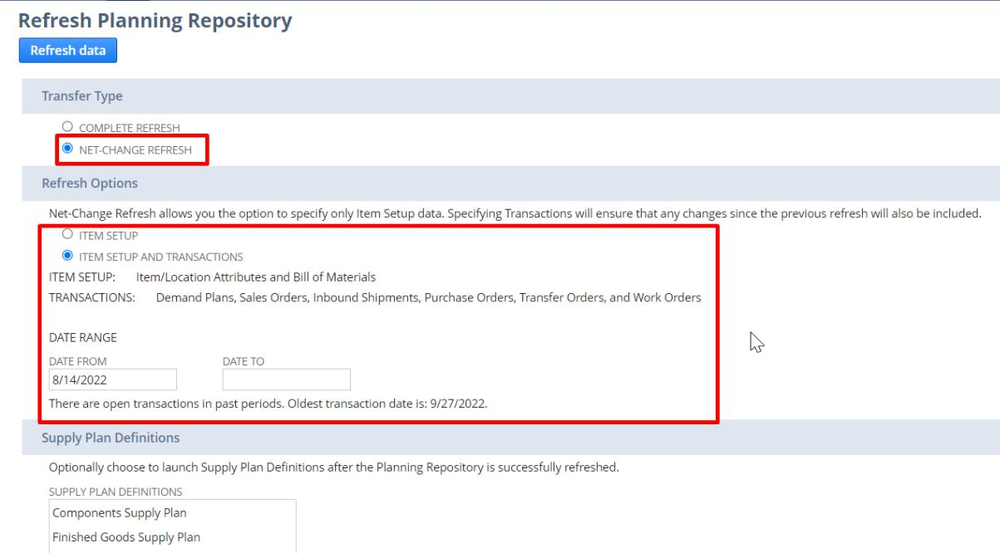 Refresh Planning Repository
Refresh data
Transfer Type
COMPLETE REFRESH
NET-CHANGE REFRESH
Refresh Options
Net-Change Refresh allows you the option to specify only Item Setup data. Specifying Transactions will ensure that any changes since the previous refresh will also be included.
ITEM SETUP
ITEM SETUP AND TRANSACTIONS
ITEM SETUP: Item/Location Attributes and Bill of Materials
TRANSACTIONS: Demand Plans, Sales Orders, Inbound Shipments, Purchase Orders, Transfer Orders, and Work Orders
DATE RANGE
DATE FROM DATE TO
8/14/2022
There are open transactions in past periods. Oldest transaction date is: 9/27/2022.
Supply Plan Definitions
Optionally choose to launch Supply Plan Definitions after the Planning Repository is successfully refreshed.
SUPPLY PLAN DEFINITIONS
Components Supply Plan
Finished Goods Supply Plan